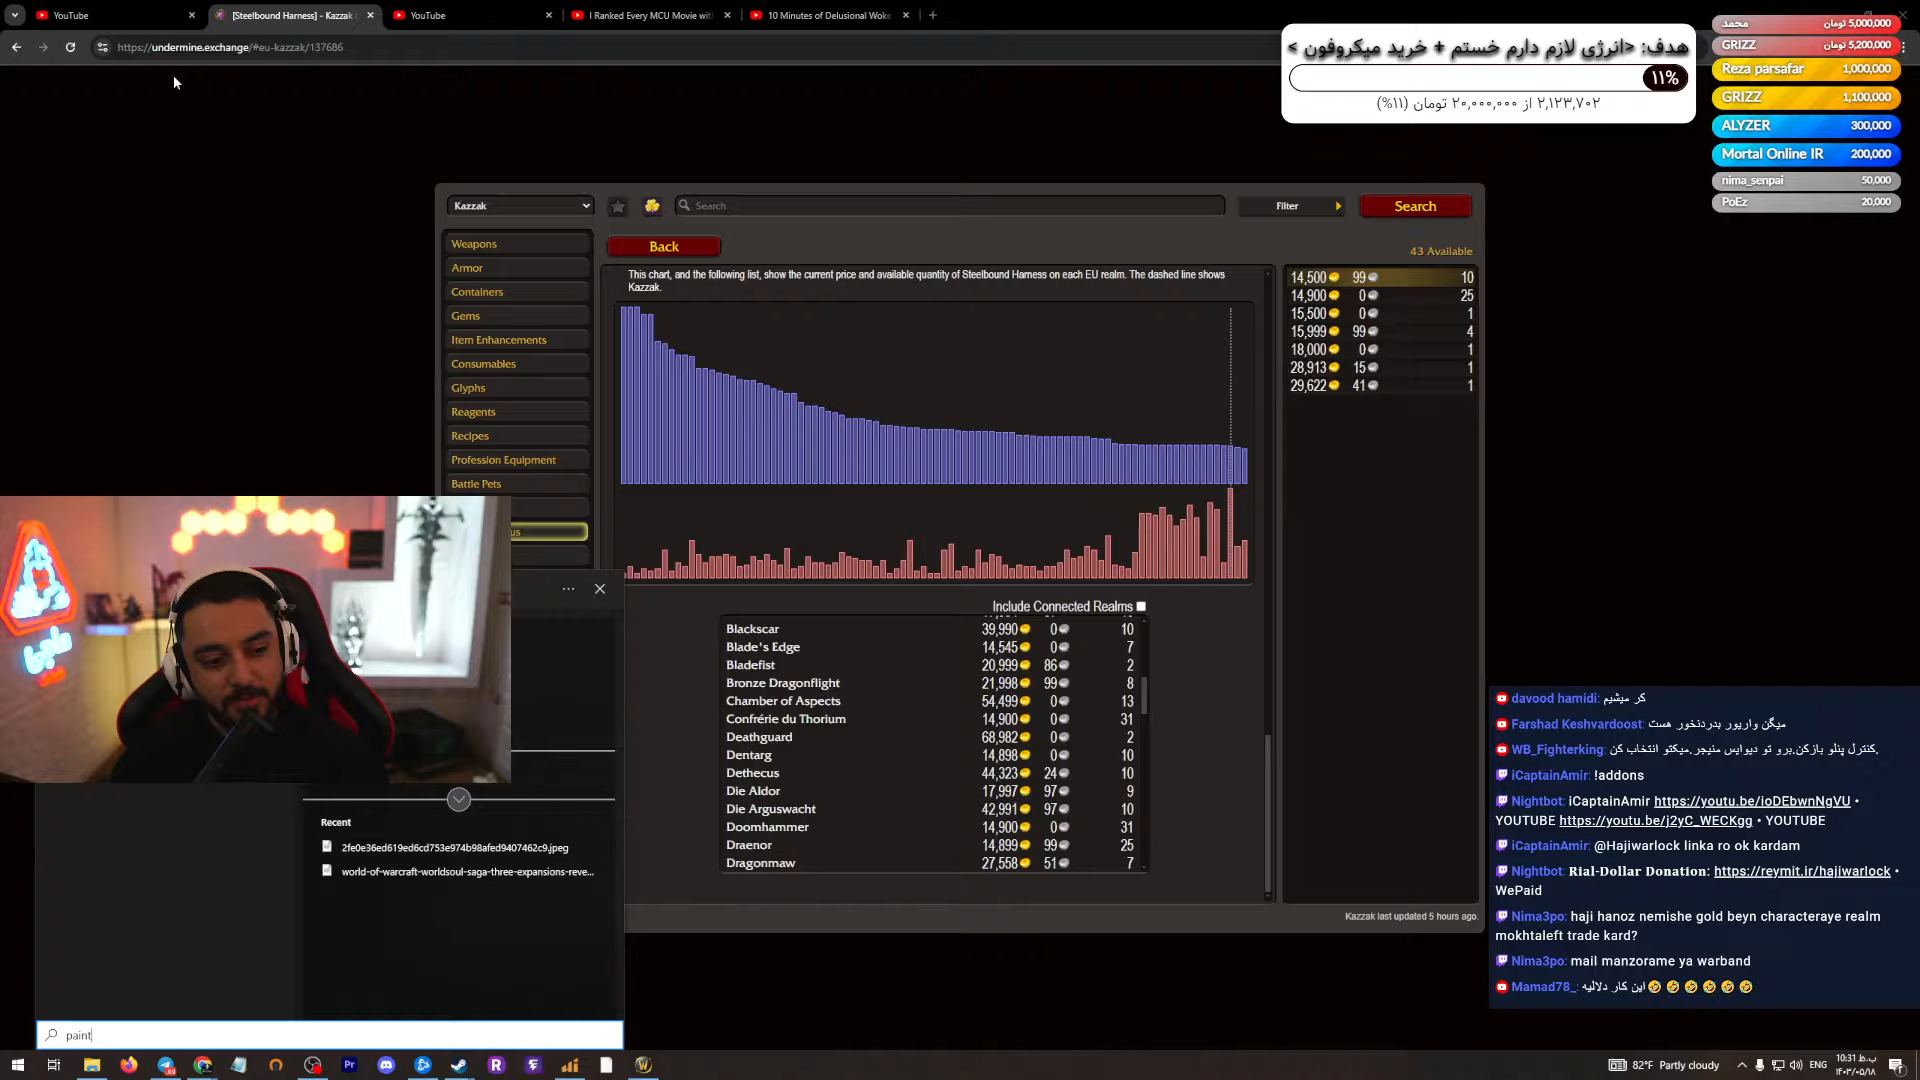 YouTube
[Steelbound Harness] - Kazzak
YouTube
I Ranked Every MCU Movie with
10 Minutes of Delusional Woke
https://undermine.exchange/#eu-kazzak/137686
هدف: <انرژی لازم دارم خستم + خرید میکروفون >
۱۱%
۲,۱۲۳,۷۰۲ از ۲۰,۰۰۰,۰۰۰ تومان (۱۱%)
محمد 5,000,000 تومان
GRIZZ 5,200,000 تومان
Reza parsafar 1,000,000
GRIZZ 1,100,000
ALYZER 300,000
Mortal Online IR 200,000
nima_senpai 50,000
PoEz 20,000
Kazzak
Search
Filter
Search
Back
43 Available
Weapons
Armor
Containers
Gems
Item Enhancements
Consumables
Glyphs
Reagents
Recipes
Profession Equipment
Battle Pets
us
This chart, and the following list, show the current price and available quantity of Steelbound Harness on each EU realm. The dashed line shows
Kazzak.
14,500 99 10
14,900 0 25
15,500 0 1
15,999 99 4
18,000 0 1
28,913 15 1
29,622 41 1
Include Connected Realms
Blackscar 39,990 0 10
Blade's Edge 14,545 0 7
Bladefist 20,999 86 2
Bronze Dragonflight 21,998 99 8
Chamber of Aspects 54,499 0 13
Confrérie du Thorium 14,900 0 31
Deathguard 68,982 0 2
Dentarg 14,898 0 10
Dethecus 44,323 24 10
Die Aldor 17,997 97 9
Die Arguswacht 42,991 97 10
Doomhammer 14,900 0 31
Draenor 14,899 99 25
Dragonmaw 27,558 51 7
Kazzak last updated 5 hours ago.
Recent
2fe0e36ed619ed6cd753e974b98afed9407462c9.jpeg
world-of-warcraft-worldsoul-saga-three-expansions-reve...
paint
davood hamidi: کر میشیم
Farshad Keshvardoost: میگن واریور بدردنخور هست
WB_Fighterking: کنترل پنلو بازکن.برو تو دیوایس منیجر.میکتو انتخاب کن.
iCaptainAmir: !addons
Nightbot: iCaptainAmir https://youtu.be/ioDEbwnNgVU •
YOUTUBE https://youtu.be/j2yC_WECKgg • YOUTUBE
iCaptainAmir: @Hajiwarlock linka ro ok kardam
Nightbot: Rial-Dollar Donation: https://reymit.ir/hajiwarlock •
WePaid
Nima3po: haji hanoz nemishe gold beyn characteraye realm
mokhtaleft trade kard?
Nima3po: mail manzorame ya warband
Mamad78_: این کار دلالیه🤣🤣🤣🤣🤣🤣
82°F Partly cloudy
ENG
10:31 ب.ظ
۱۴۰۳/۰۵/۱۸